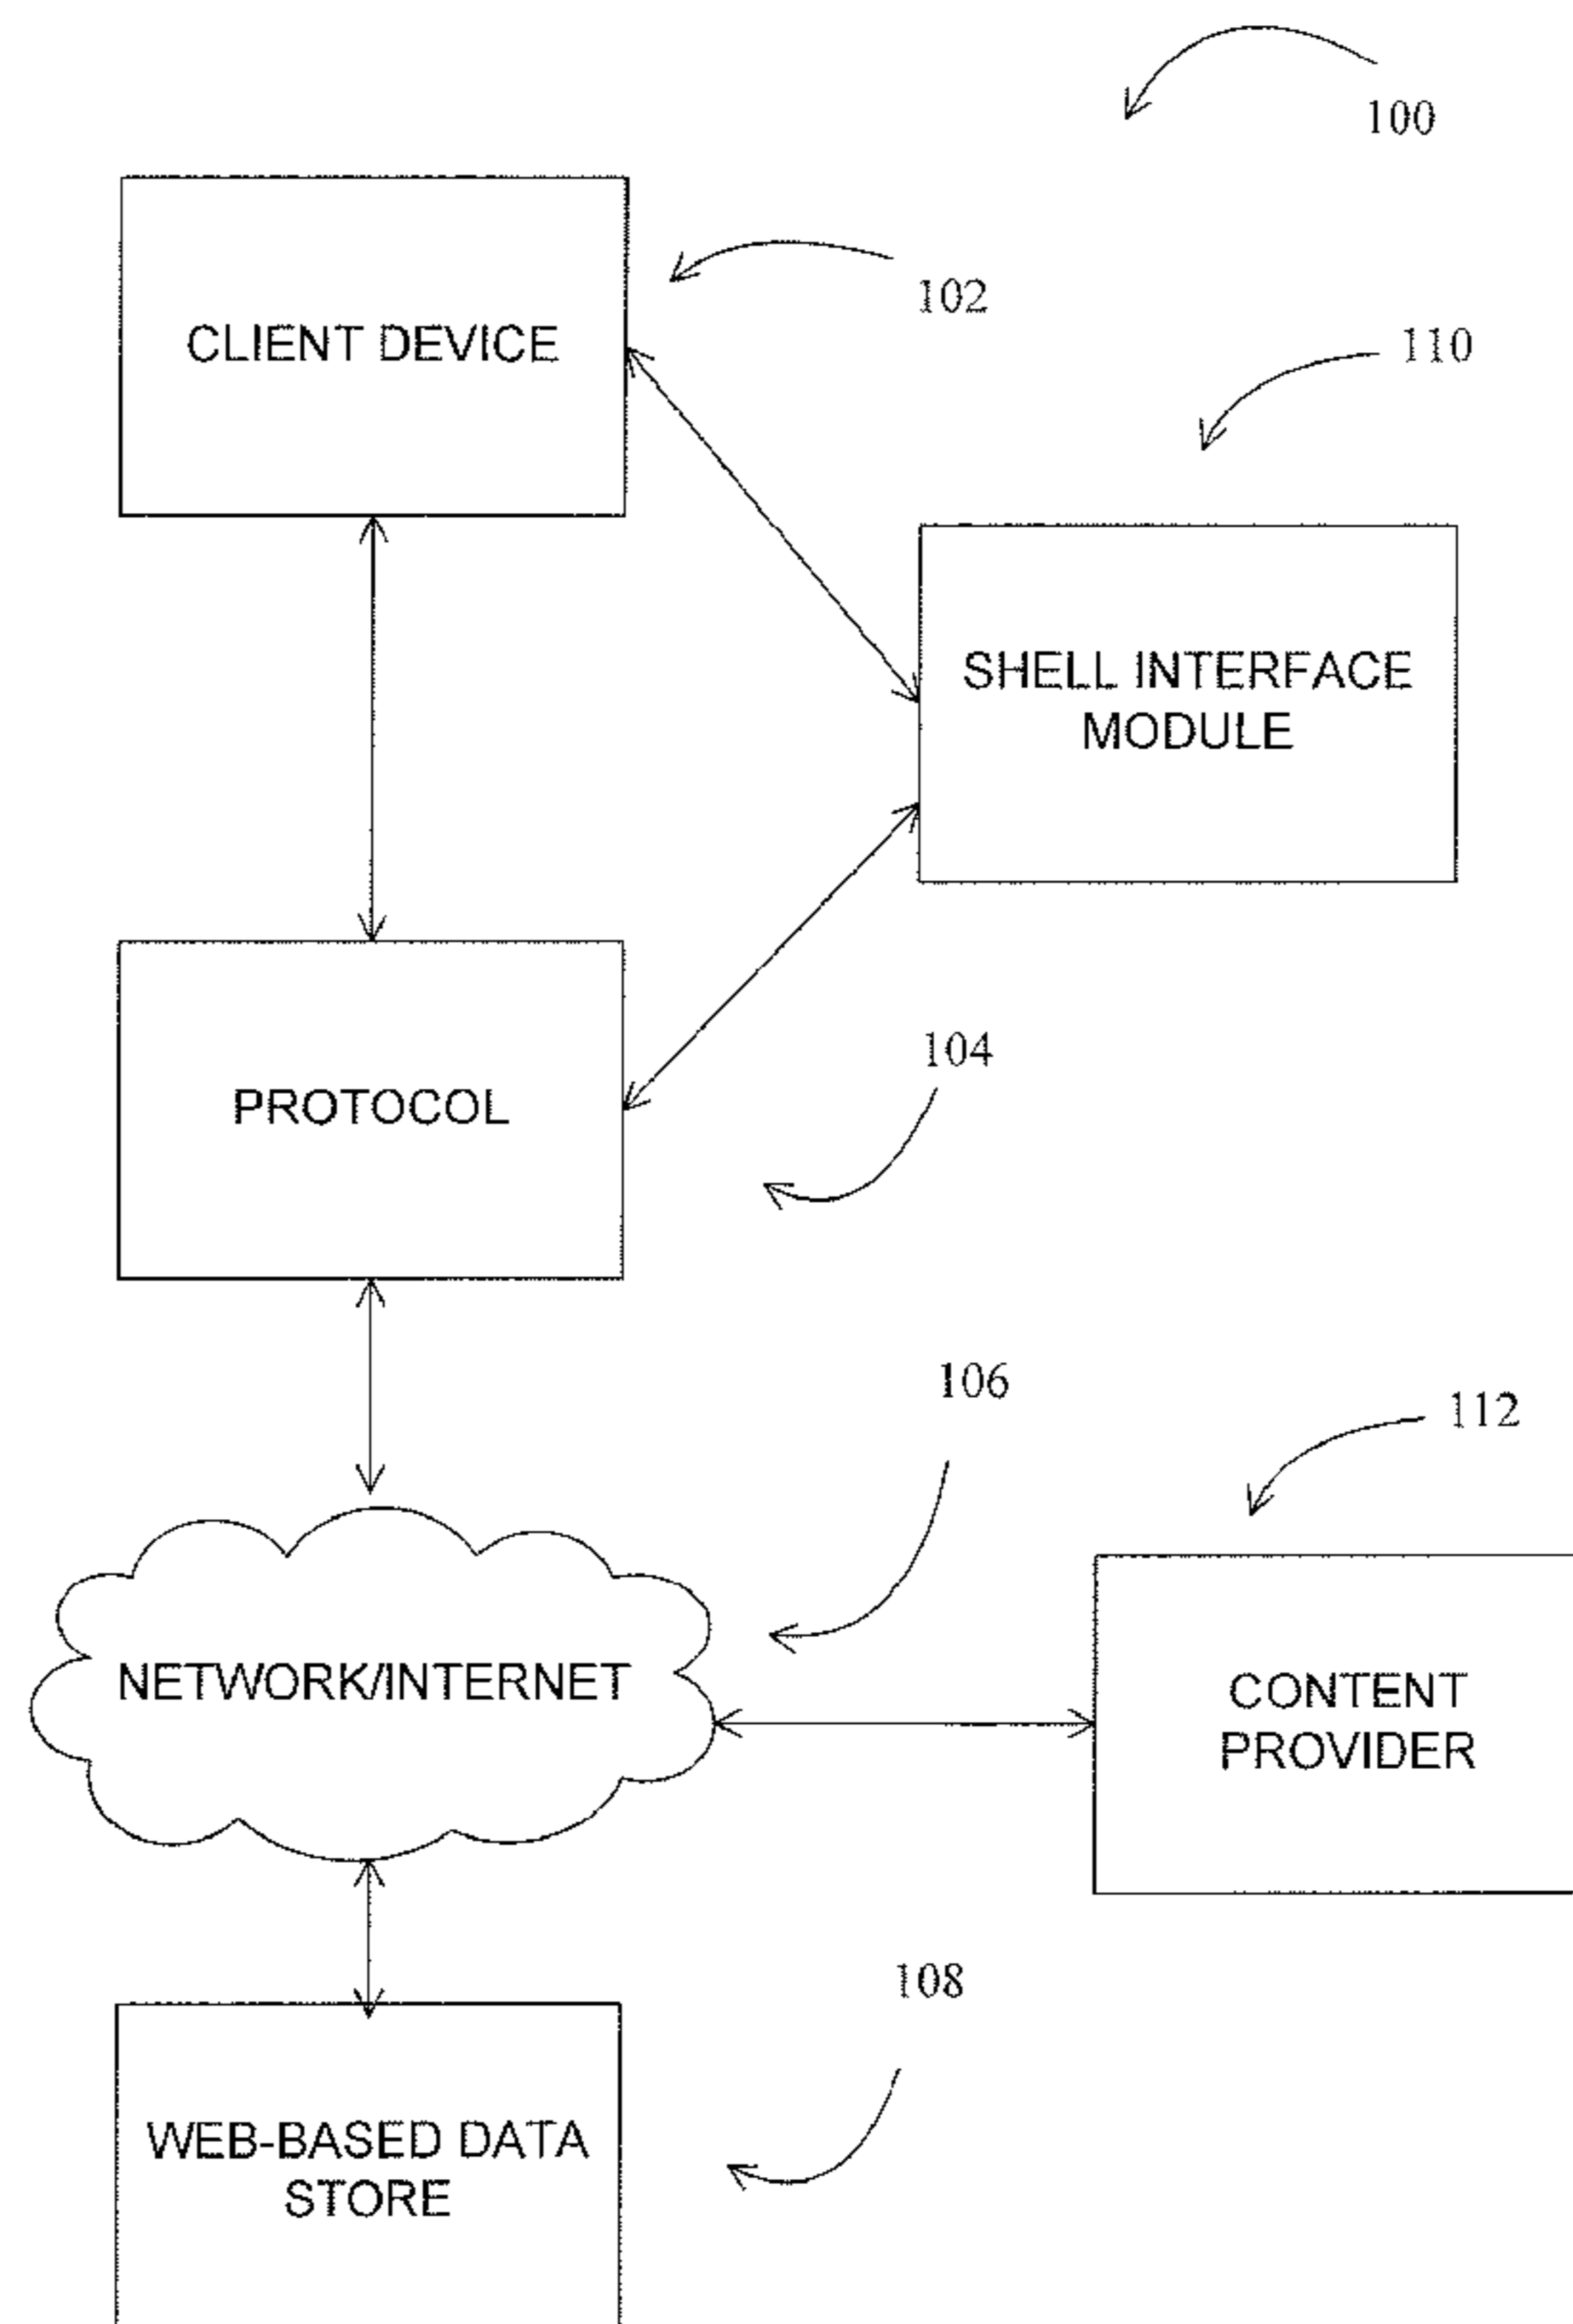 100
102
CLIENT DEVICE
110
SHELL INTERFACE
MODULE
104
PROTOCOL
106
112
NETWORK/INTERNET
CONTENT
PROVIDER
108
WEB-BASED DATA
STORE